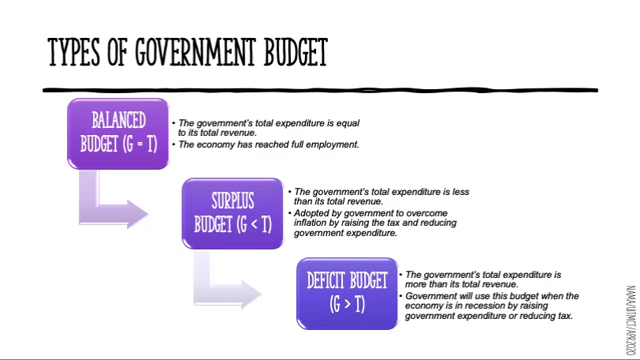 TYPES OF GOVERNMENT BUDGET
BALANCED
BUDGET (G = T)
• The government's total expenditure is equal
to its total revenue.
• The economy has reached full employment.
SURPLUS
BUDGET (G < T)
• The government's total expenditure is less
than its total revenue.
• Adopted by government to overcome
inflation by raising the tax and reducing
government expenditure.
DEFICIT BUDGET
(G > T)
• The government's total expenditure is
more than its total revenue.
• Government will use this budget when the
economy is in recession by raising
government expenditure or reducing tax.